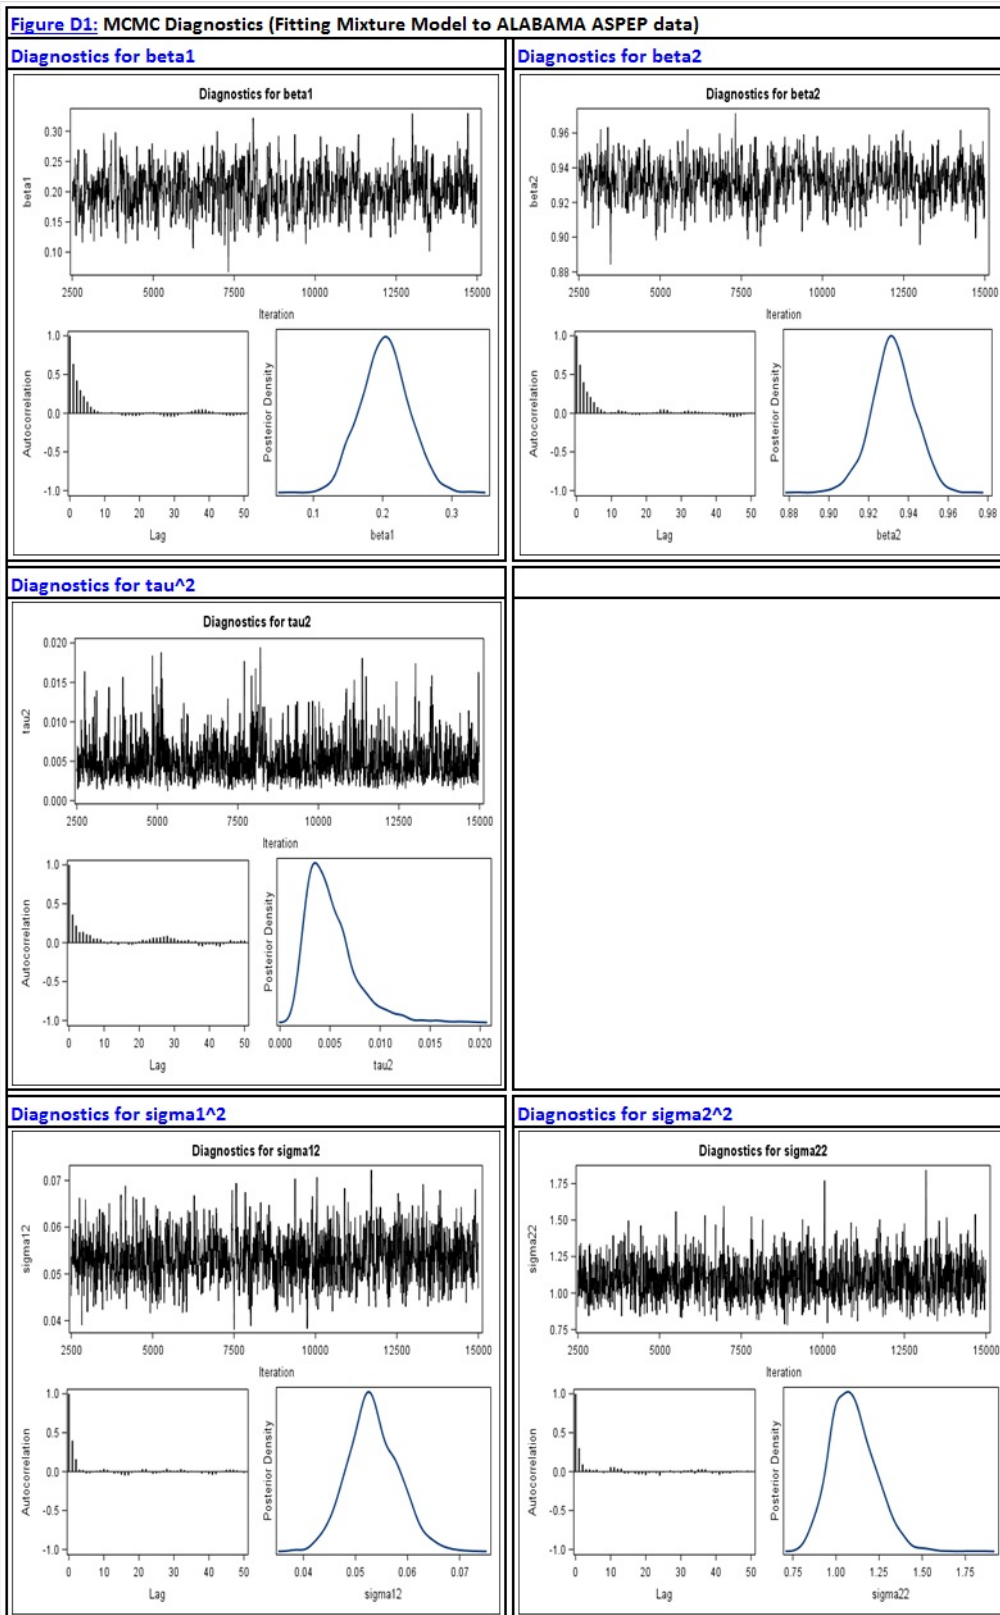 Figure D1: MCMC Diagnostics (Fitting Mixture Model to ALABAMA ASPEP data)
Diagnostics for beta1
Diagnostics for beta1
0.30
0.25
0.20
0.15
0.10
beta1
2500 5000 7500 10000 12500 15000
Iteration
1.0
0.5
0.0
-0.5
-1.0
Autocorrelation
0 10 20 30 40 50
Lag
Posterior Density
0.1 0.2 0.3
beta1
Diagnostics for beta2
Diagnostics for beta2
0.96
0.94
0.92
0.90
0.88
beta2
2500 5000 7500 10000 12500 15000
Iteration
1.0
0.5
0.0
-0.5
-1.0
Autocorrelation
0 10 20 30 40 50
Lag
Posterior Density
0.88 0.90 0.92 0.94 0.96 0.98
beta2
Diagnostics for tau^2
Diagnostics for tau2
0.020
0.015
0.010
0.005
0.000
tau2
2500 5000 7500 10000 12500 15000
Iteration
1.0
0.5
0.0
-0.5
-1.0
Autocorrelation
0 10 20 30 40 50
Lag
Posterior Density
0.000 0.005 0.010 0.015 0.020
tau2
Diagnostics for sigma1^2
Diagnostics for sigma12
0.07
0.06
0.05
0.04
sigma12
2500 5000 7500 10000 12500 15000
Iteration
1.0
0.5
0.0
-0.5
-1.0
Autocorrelation
0 10 20 30 40 50
Lag
Posterior Density
0.04 0.05 0.06 0.07
sigma12
Diagnostics for sigma2^2
Diagnostics for sigma22
1.75
1.50
1.25
1.00
0.75
sigma22
2500 5000 7500 10000 12500 15000
Iteration
1.0
0.5
0.0
-0.5
-1.0
Autocorrelation
0 10 20 30 40 50
Lag
Posterior Density
0.75 1.00 1.25 1.50 1.75
sigma22